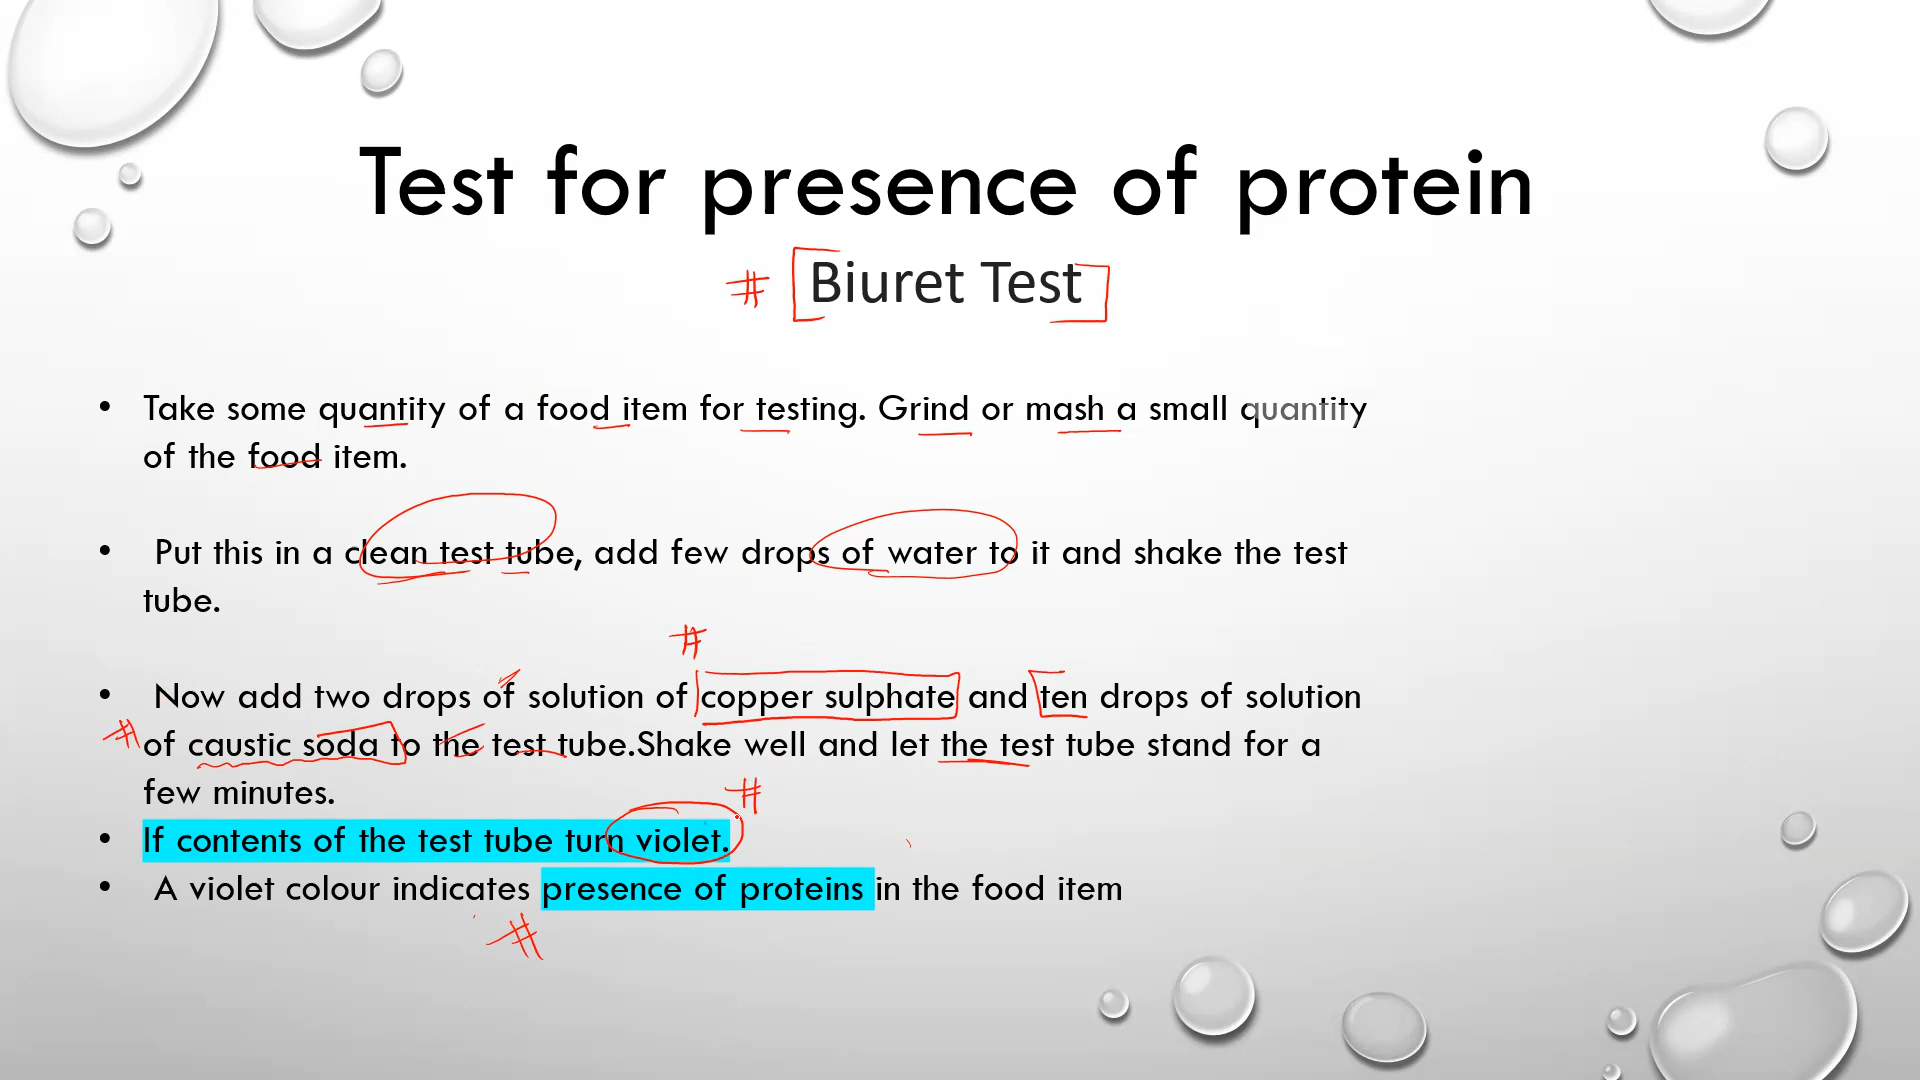 Test for presence of protein
# Biuret Test
• Take some quantity of a food item for testing. Grind or mash a small quantity
of the food item.
• Put this in a clean test tube, add few drops of water to it and shake the test
tube.
#
• Now add two drops of solution of copper sulphate and ten drops of solution
# of caustic soda to the test tube.Shake well and let the test tube stand for a
few minutes.
#
• If contents of the test tube turn violet.
• A violet colour indicates presence of proteins in the food item
#